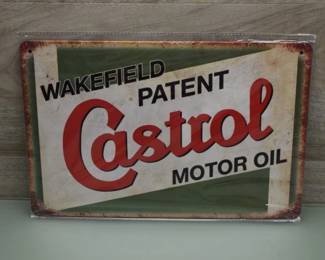 WAKEFIELD
PATENT
Castrol
MOTOR OIL